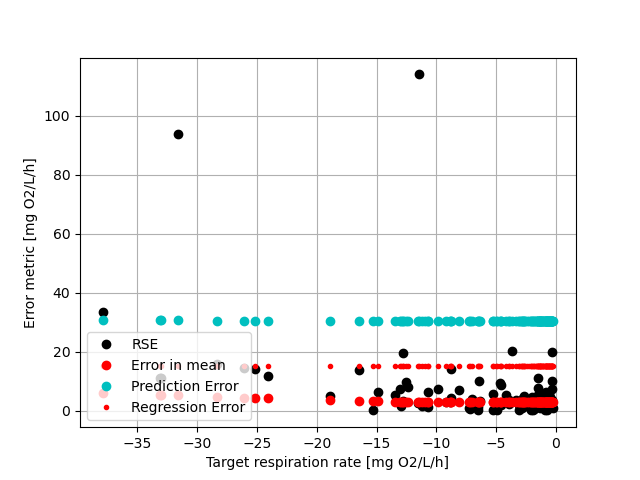 100
80
60
40
20
0
Error metric [mg O2/L/h]
RSE
Error in mean
Prediction Error
Regression Error
−35
−30
−25
−20
−15
−10
−5
0
Target respiration rate [mg O2/L/h]